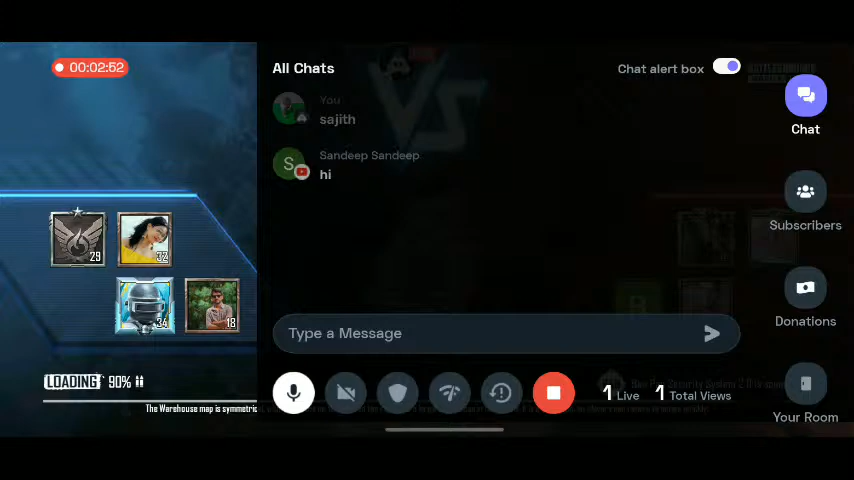 00:02:52
All Chats
Chat alert box
You
sajith
Chat
S
Sandeep Sandeep
hi
Subscribers
29
32
34
18
Type a Message
Donations
LOADING 90%
1 Live
1 Total Views
The Warehouse map is symmetric
Your Room